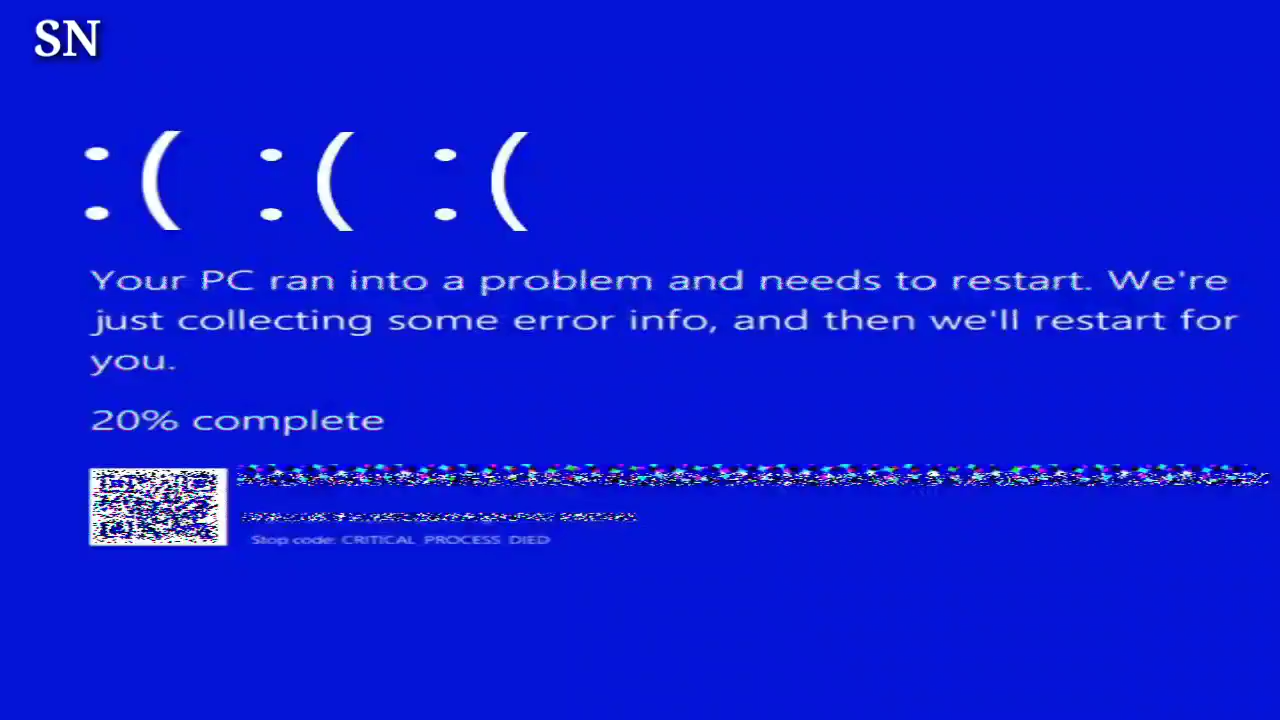 SN
:( :( :(
Your PC ran into a problem and needs to restart. We're
just collecting some error info, and then we'll restart for
you.
20% complete
Stop code: CRITICAL_PROCESS_DIED